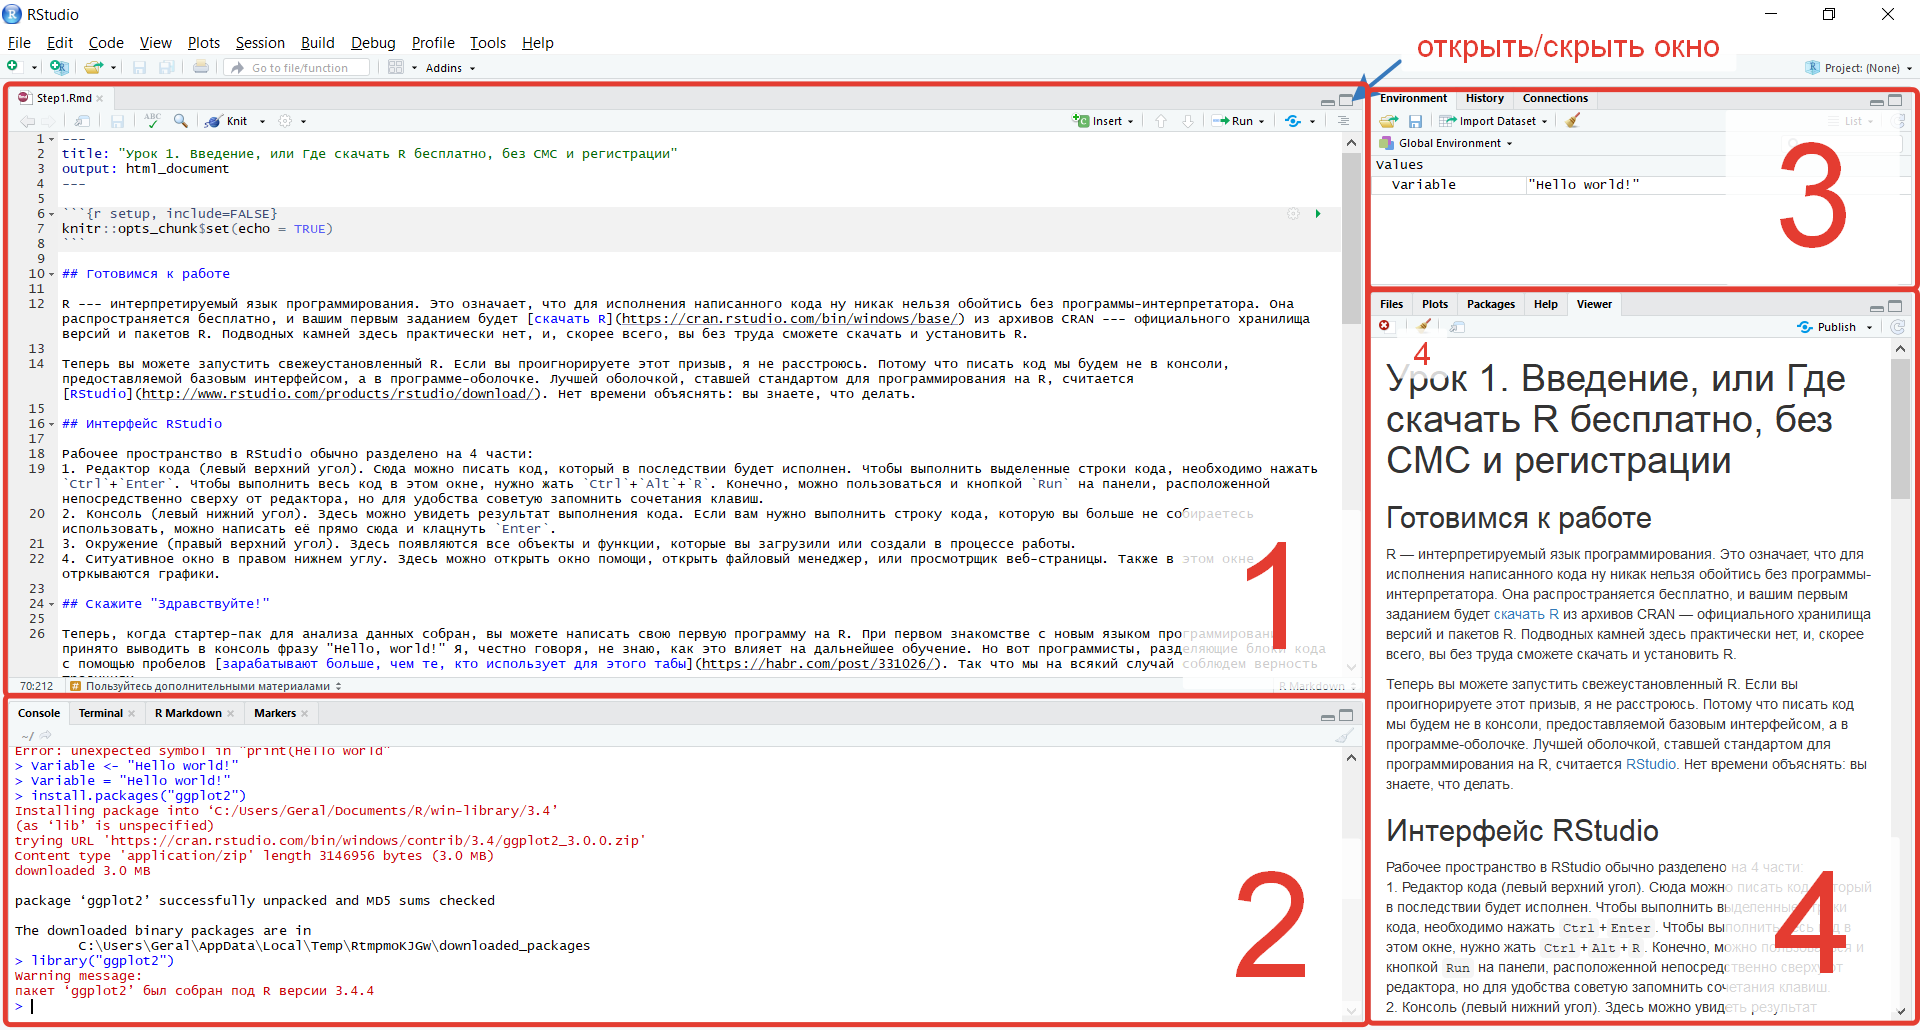 RStudio
File Edit Code View Plots Session Build Debug Profile Tools Help
открыть/скрыть окно
Go to file/function
Addins
Project: (None)
Step1.Rmd
ABC
Knit
Insert
Run
1 ---
2 title: "Урок 1. Введение, или Где скачать R бесплатно, без СМС и регистрации"
3 output: html_document
4 ---
5
6 ```{r setup, include=FALSE}
7 knitr::opts_chunk$set(echo = TRUE)
8 ```
9
10 ## Готовимся к работе
11
12 R --- интерпретируемый язык программирования. Это означает, что для исполнения написанного кода ну никак нельзя обойтись без программы-интерпретатора. Она
распространяется бесплатно, и вашим первым заданием будет [скачать R](https://cran.rstudio.com/bin/windows/base/) из архивов CRAN --- официального хранилища
версий и пакетов R. Подводных камней здесь практически нет, и, скорее всего, вы без труда сможете скачать и установить R.
13
14 Теперь вы можете запустить свежеустановленный R. Если вы проигнорируете этот призыв, я не расстроюсь. Потому что писать код мы будем не в консоли,
предоставляемой базовым интерфейсом, а в программе-оболочке. Лучшей оболочкой, ставшей стандартом для программирования на R, считается
[RStudio](http://www.rstudio.com/products/rstudio/download/). Нет времени объяснять: вы знаете, что делать.
15
16 ## Интерфейс RStudio
17
18 Рабочее пространство в RStudio обычно разделено на 4 части:
19 1. Редактор кода (левый верхний угол). Сюда можно писать код, который в последствии будет исполнен. Чтобы выполнить выделенные строки кода, необходимо нажать
`Ctrl`+`Enter`. Чтобы выполнить весь код в этом окне, нужно жать `Ctrl`+`Alt`+`R`. Конечно, можно пользоваться и кнопкой `Run` на панели, расположенной
непосредственно сверху от редактора, но для удобства советую запомнить сочетания клавиш.
20 2. Консоль (левый нижний угол). Здесь можно увидеть результат выполнения кода. Если вам нужно выполнить строку кода, которую вы больше не собираетесь
использовать, можно написать её прямо сюда и клацнуть `Enter`.
21 3. Окружение (правый верхний угол). Здесь появляются все объекты и функции, которые вы загрузили или создали в процессе работы.
22 4. Ситуативное окно в правом нижнем углу. Здесь можно открыть окно помощи, открыть файловый менеджер, или просмотрщик веб-страницы. Также в этом окне
откpываются графики.
23
24 ## Скажите "Здравствуйте!"
25
26 Теперь, когда стартер-пак для анализа данных собран, вы можете написать свою первую программу на R. При первом знакомстве с новым языком программирования
принято выводить в консоль фразу "Hello, world!" Я, честно говоря, не знаю, как это влияет на дальнейшее обучение. Но вот программисты, разделяющие блоки кода
с помощью пробелов [зарабатывают больше, чем те, кто использует для этого табы](https://habr.com/post/331026/). Так что мы на всякий случай соблюдем верность
1
70:212 # Пользуйтесь дополнительными материалами R Markdown
Console Terminal R Markdown Markers
~/
Error: unexpected symbol in "print(Hello world"
> Variable <- "Hello world!"
> Variable = "Hello world!"
> install.packages("ggplot2")
Installing package into ‘C:/Users/Geral/Documents/R/win-library/3.4’
(as ‘lib’ is unspecified)
trying URL 'https://cran.rstudio.com/bin/windows/contrib/3.4/ggplot2_3.0.0.zip'
Content type 'application/zip' length 3146956 bytes (3.0 MB)
downloaded 3.0 MB
package ‘ggplot2’ successfully unpacked and MD5 sums checked
The downloaded binary packages are in
C:\Users\Geral\AppData\Local\Temp\RtmpmoKJGw\downloaded_packages
> library("ggplot2")
Warning message:
пакет ‘ggplot2’ был собран под R версии 3.4.4
>
2
Environment History Connections
Import Dataset List
Global Environment
Values
Variable "Hello world!"
3
Files Plots Packages Help Viewer
Publish
4
Урок 1. Введение, или Где
скачать R бесплатно, без
СМС и регистрации
Готовимся к работе
R — интерпретируемый язык программирования. Это означает, что для
исполнения написанного кода ну никак нельзя обойтись без программы-
интерпретатора. Она распространяется бесплатно, и вашим первым
заданием будет скачать R из архивов CRAN — официального хранилища
версий и пакетов R. Подводных камней здесь практически нет, и, скорее
всего, вы без труда сможете скачать и установить R.
Теперь вы можете запустить свежеустановленный R. Если вы
проигнорируете этот призыв, я не расстроюсь. Потому что писать код
мы будем не в консоли, предоставляемой базовым интерфейсом, а в
программе-оболочке. Лучшей оболочкой, ставшей стандартом для
программирования на R, считается RStudio. Нет времени объяснять: вы
знаете, что делать.
Интерфейс RStudio
Рабочее пространство в RStudio обычно разделено на 4 части:
1. Редактор кода (левый верхний угол). Сюда можно писать код, который
в последствии будет исполнен. Чтобы выполнить выделенные строки
кода, необходимо нажать Ctrl + Enter . Чтобы выполнить весь код в
этом окне, нужно жать Ctrl + Alt + R . Конечно, можно пользоваться и
кнопкой Run на панели, расположенной непосредственно сверху от
редактора, но для удобства советую запомнить сочетания клавиш.
2. Консоль (левый нижний угол). Здесь можно увидеть результат
4